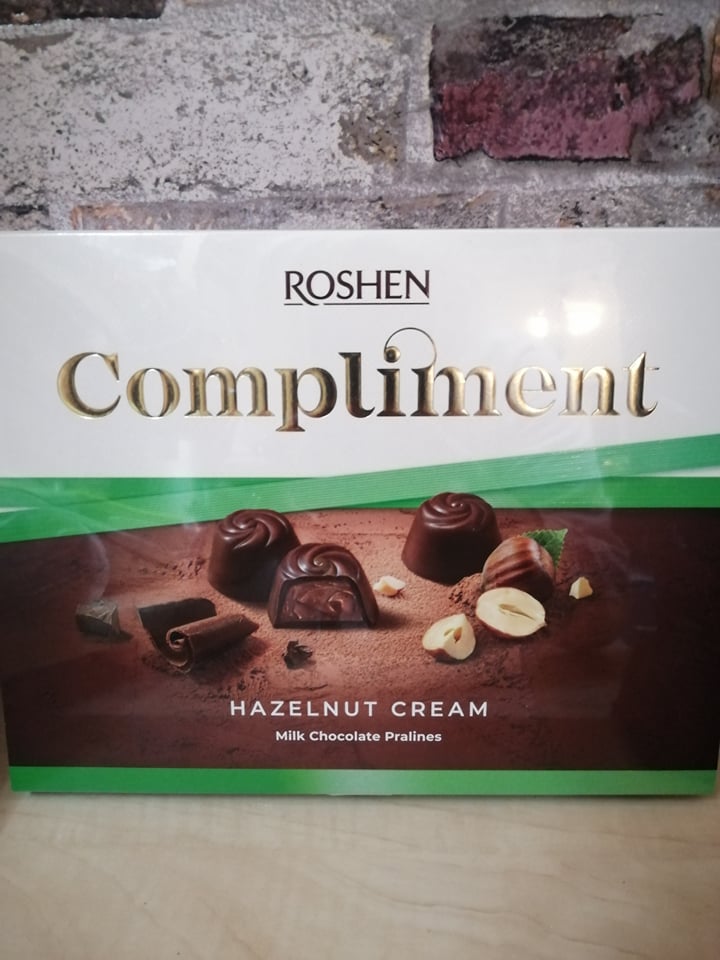 ROSHEN
Compliment
HAZELNUT CREAM
Milk Chocolate Pralines